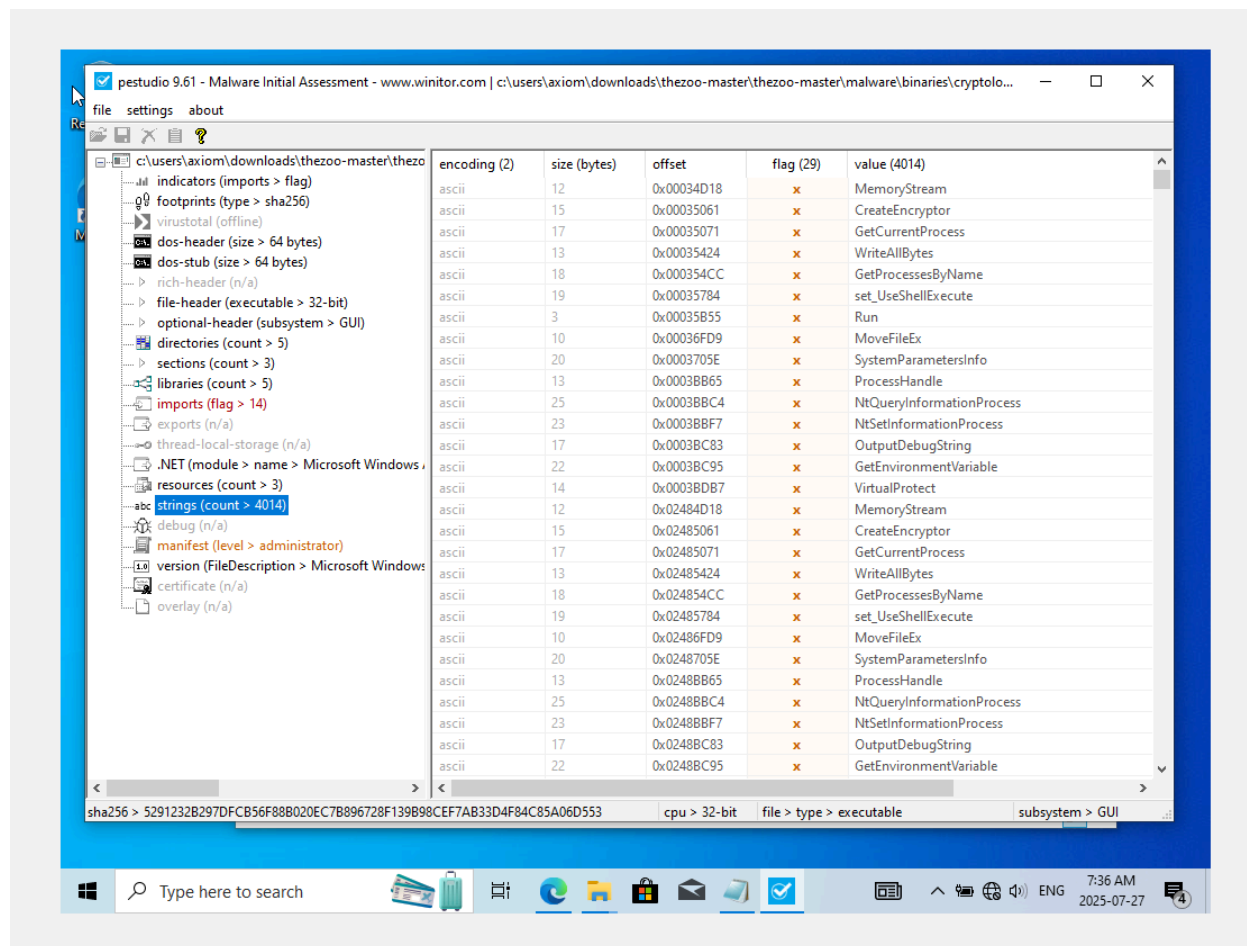 pestudio 9.61 - Malware Initial Assessment - www.winitor.com | c:\users\axiom\downloads\thezoo-master\thezoo-master\malware\binaries\cryptolo...
file settings about
c:\users\axiom\downloads\thezoo-master\thezo
indicators (imports > flag)
footprints (type > sha256)
virustotal (offline)
dos-header (size > 64 bytes)
dos-stub (size > 64 bytes)
rich-header (n/a)
file-header (executable > 32-bit)
optional-header (subsystem > GUI)
directories (count > 5)
sections (count > 3)
libraries (count > 5)
imports (flag > 14)
exports (n/a)
thread-local-storage (n/a)
.NET (module > name > Microsoft Windows
resources (count > 3)
abc strings (count > 4014)
debug (n/a)
manifest (level > administrator)
1.0 version (FileDescription > Microsoft Windows
certificate (n/a)
overlay (n/a)
encoding (2) size (bytes) offset flag (29) value (4014)
ascii 12 0x00034D18 x MemoryStream
ascii 15 0x00035061 x CreateEncryptor
ascii 17 0x00035071 x GetCurrentProcess
ascii 13 0x00035424 x WriteAllBytes
ascii 18 0x000354CC x GetProcessesByName
ascii 19 0x00035784 x set_UseShellExecute
ascii 3 0x00035B55 x Run
ascii 10 0x00036FD9 x MoveFileEx
ascii 20 0x0003705E x SystemParametersInfo
ascii 13 0x0003BB65 x ProcessHandle
ascii 25 0x0003BBC4 x NtQueryInformationProcess
ascii 23 0x0003BBF7 x NtSetInformationProcess
ascii 17 0x0003BC83 x OutputDebugString
ascii 22 0x0003BC95 x GetEnvironmentVariable
ascii 14 0x0003BDB7 x VirtualProtect
ascii 12 0x02484D18 x MemoryStream
ascii 15 0x02485061 x CreateEncryptor
ascii 17 0x02485071 x GetCurrentProcess
ascii 13 0x02485424 x WriteAllBytes
ascii 18 0x024854CC x GetProcessesByName
ascii 19 0x02485784 x set_UseShellExecute
ascii 10 0x02486FD9 x MoveFileEx
ascii 20 0x0248705E x SystemParametersInfo
ascii 13 0x0248BB65 x ProcessHandle
ascii 25 0x0248BBC4 x NtQueryInformationProcess
ascii 23 0x0248BBF7 x NtSetInformationProcess
ascii 17 0x0248BC83 x OutputDebugString
ascii 22 0x0248BC95 x GetEnvironmentVariable
sha256 > 5291232B297DFCB56F88B020EC7B896728F139B98CEF7AB33D4F84C85A06D553 cpu > 32-bit file > type > executable subsystem > GUI
Type here to search
ENG
7:36 AM
2025-07-27
4